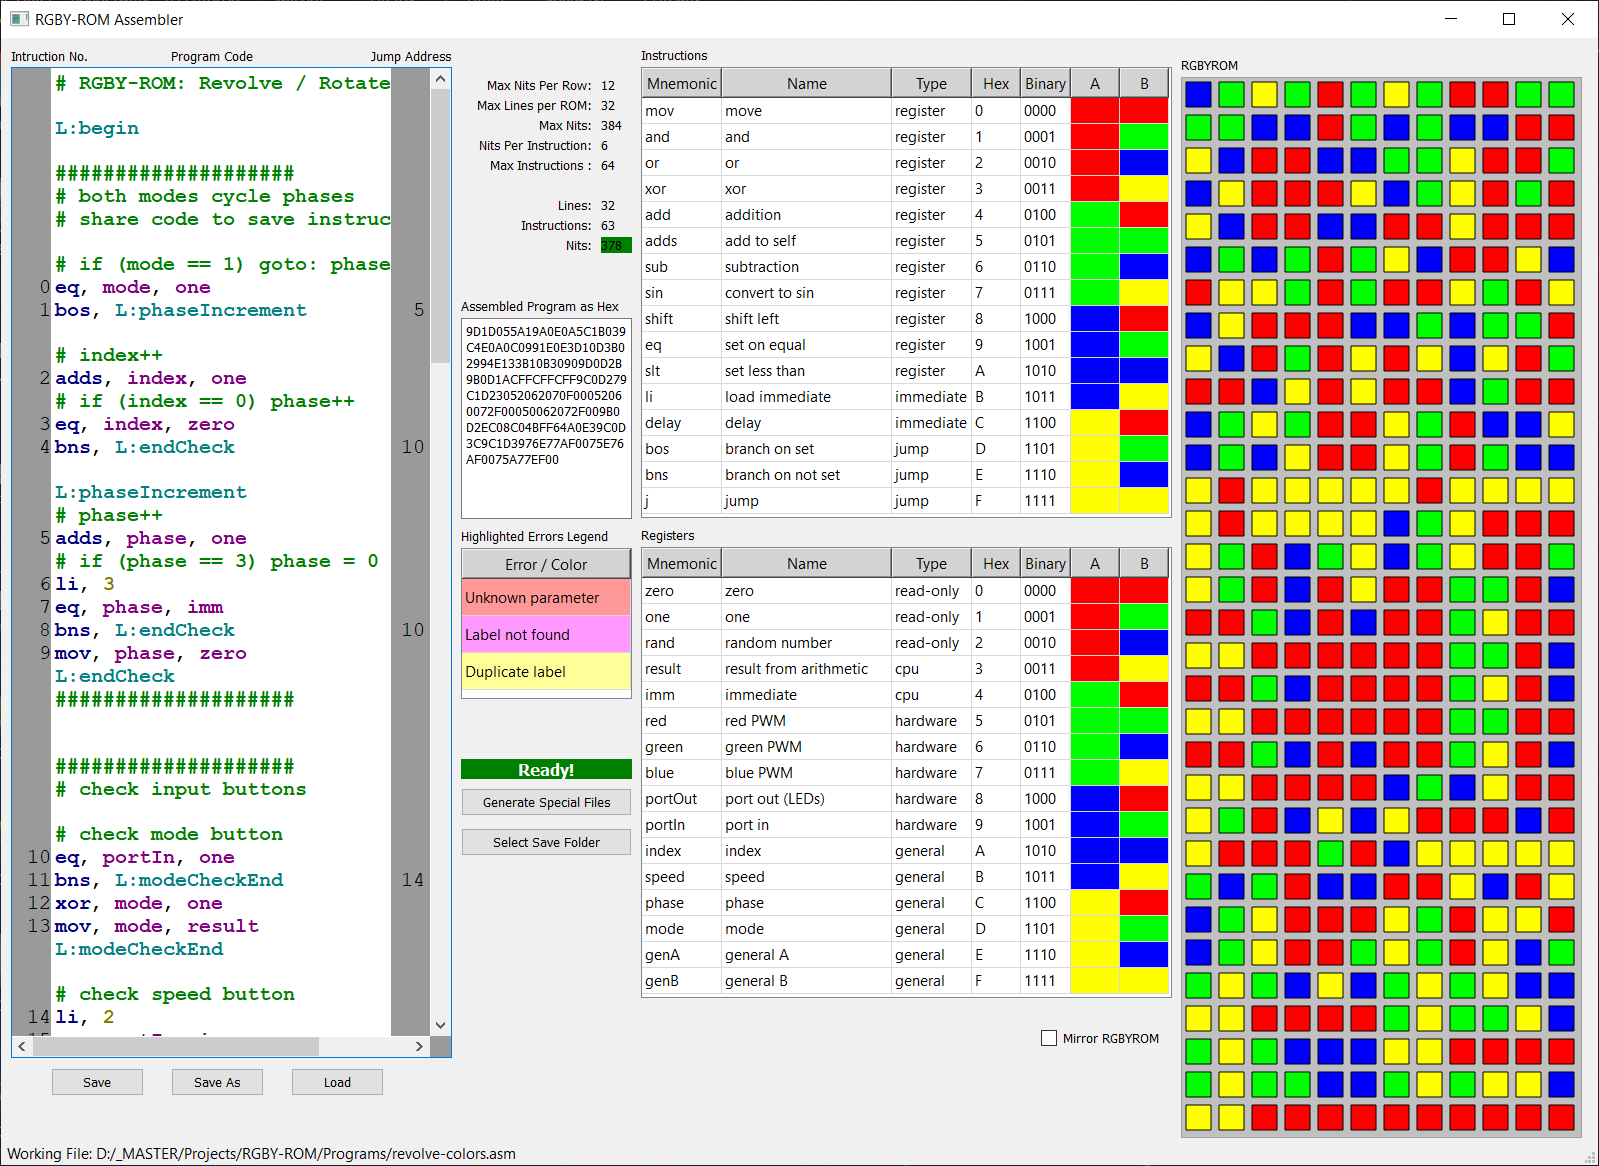 RGBY-ROM Assembler
Intruction No. Program Code Jump Address
# RGBY-ROM: Revolve / Rotate
L:begin
####################
# both modes cycle phases
# share code to save instruc
# if (mode == 1) goto: phase
0 eq, mode, one
1 bos, L:phaseIncrement 5
# index++
2 adds, index, one
# if (index == 0) phase++
3 eq, index, zero
4 bns, L:endCheck 10
L:phaseIncrement
# phase++
5 adds, phase, one
# if (phase == 3) phase = 0
6 li, 3
7 eq, phase, imm
8 bns, L:endCheck 10
9 mov, phase, zero
L:endCheck
####################
####################
# check input buttons
# check mode button
10 eq, portIn, one
11 bns, L:modeCheckEnd 14
12 xor, mode, one
13 mov, mode, result
L:modeCheckEnd
# check speed button
14 li, 2
Save Save As Load
Max Nits Per Row: 12
Max Lines per ROM: 32
Max Nits: 384
Nits Per Instruction: 6
Max Instructions : 64
Lines: 32
Instructions: 63
Nits: 378
Assembled Program as Hex
9D1D055A19A0E0A5C1B039
C4E0A0C0991E0E3D10D3B0
2994E133B10B30909D0D2B
9B0D1ACFFCFFCFF9C0D279
C1D23052062070F0005206
0072F00050062072F009B0
D2EC08C04BFF64A0E39C0D
3C9C1D3976E77AF0075E76
AF0075A77EF00
Highlighted Errors Legend
Error / Color
Unknown parameter
Label not found
Duplicate label
Ready!
Generate Special Files
Select Save Folder
Instructions
Mnemonic Name Type Hex Binary A B
mov move register 0 0000
and and register 1 0001
or or register 2 0010
xor xor register 3 0011
add addition register 4 0100
adds add to self register 5 0101
sub subtraction register 6 0110
sin convert to sin register 7 0111
shift shift left register 8 1000
eq set on equal register 9 1001
slt set less than register A 1010
li load immediate immediate B 1011
delay delay immediate C 1100
bos branch on set jump D 1101
bns branch on not set jump E 1110
j jump jump F 1111
Registers
Mnemonic Name Type Hex Binary A B
zero zero read-only 0 0000
one one read-only 1 0001
rand random number read-only 2 0010
result result from arithmetic cpu 3 0011
imm immediate cpu 4 0100
red red PWM hardware 5 0101
green green PWM hardware 6 0110
blue blue PWM hardware 7 0111
portOut port out (LEDs) hardware 8 1000
portIn port in hardware 9 1001
index index general A 1010
speed speed general B 1011
phase phase general C 1100
mode mode general D 1101
genA general A general E 1110
genB general B general F 1111
Mirror RGBYROM
RGBYROM
Working File: D:/_MASTER/Projects/RGBY-ROM/Programs/revolve-colors.asm